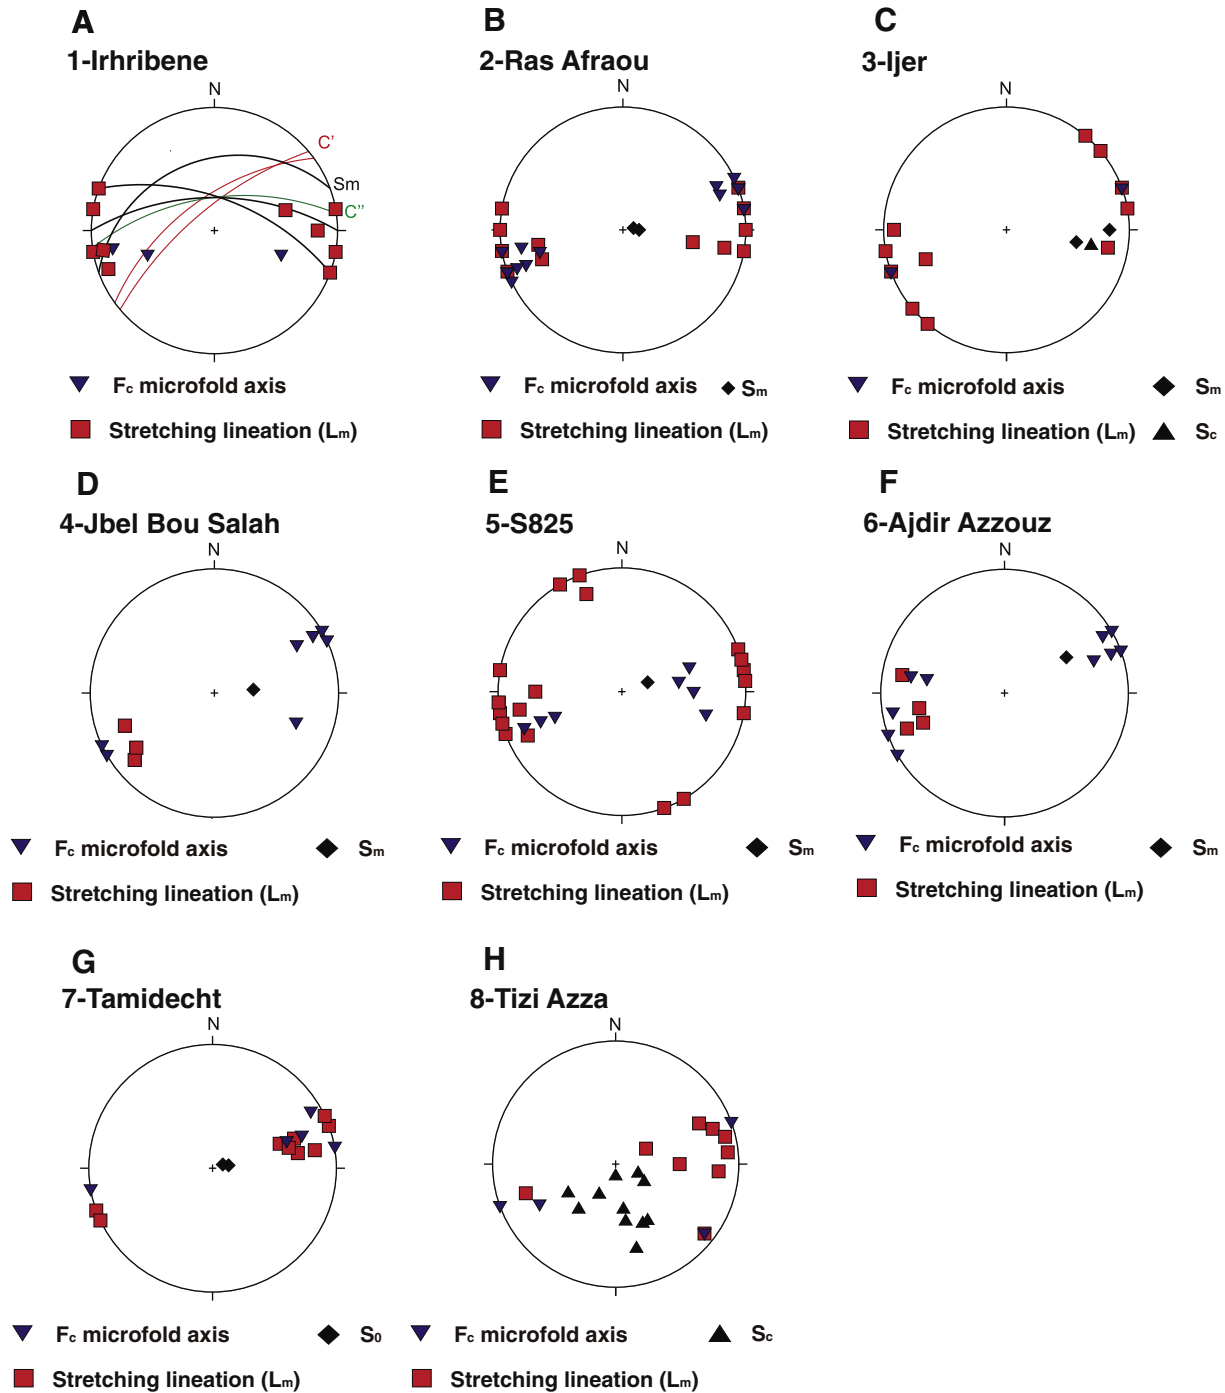 A
1-Irhribene
N
C'
Sm
C''
Fc microfold axis
Stretching lineation (Lm)
B
2-Ras Afraou
N
Fc microfold axis
Sm
Stretching lineation (Lm)
C
3-Ijer
N
Fc microfold axis
Sm
Stretching lineation (Lm)
Sc
D
4-Jbel Bou Salah
N
Fc microfold axis
Sm
Stretching lineation (Lm)
E
5-S825
N
Fc microfold axis
Sm
Stretching lineation (Lm)
F
6-Ajdir Azzouz
N
Fc microfold axis
Sm
Stretching lineation (Lm)
G
7-Tamidecht
N
Fc microfold axis
S0
Stretching lineation (Lm)
H
8-Tizi Azza
N
Fc microfold axis
Sc
Stretching lineation (Lm)